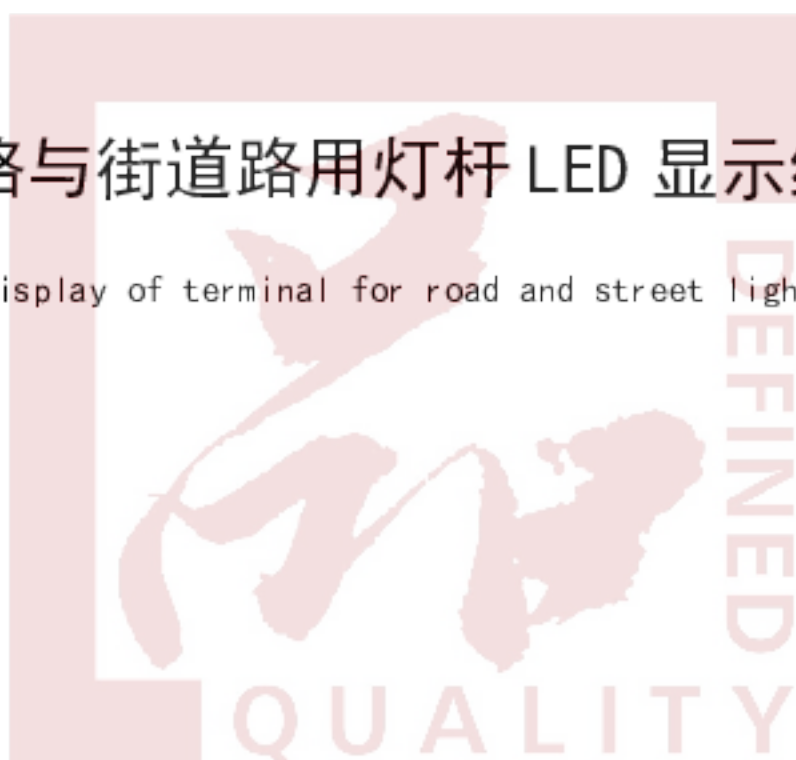 路与街道路用灯杆 LED 显示
isplay of terminal for road and street ligh
DEFINED
QUALITY